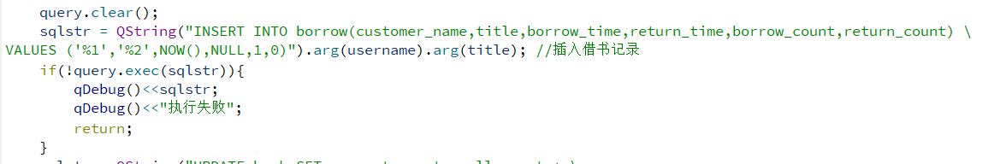 query.clear();
sqlstr = QString("INSERT INTO borrow(customer_name,title,borrow_time,return_time,borrow_count,return_count) \
VALUES ('%1','%2',NOW(),NULL,1,0)").arg(username).arg(title); //插入借书记录
if(!query.exec(sqlstr)){
qDebug()<<sqlstr;
qDebug()<<"执行失败";
return;
}